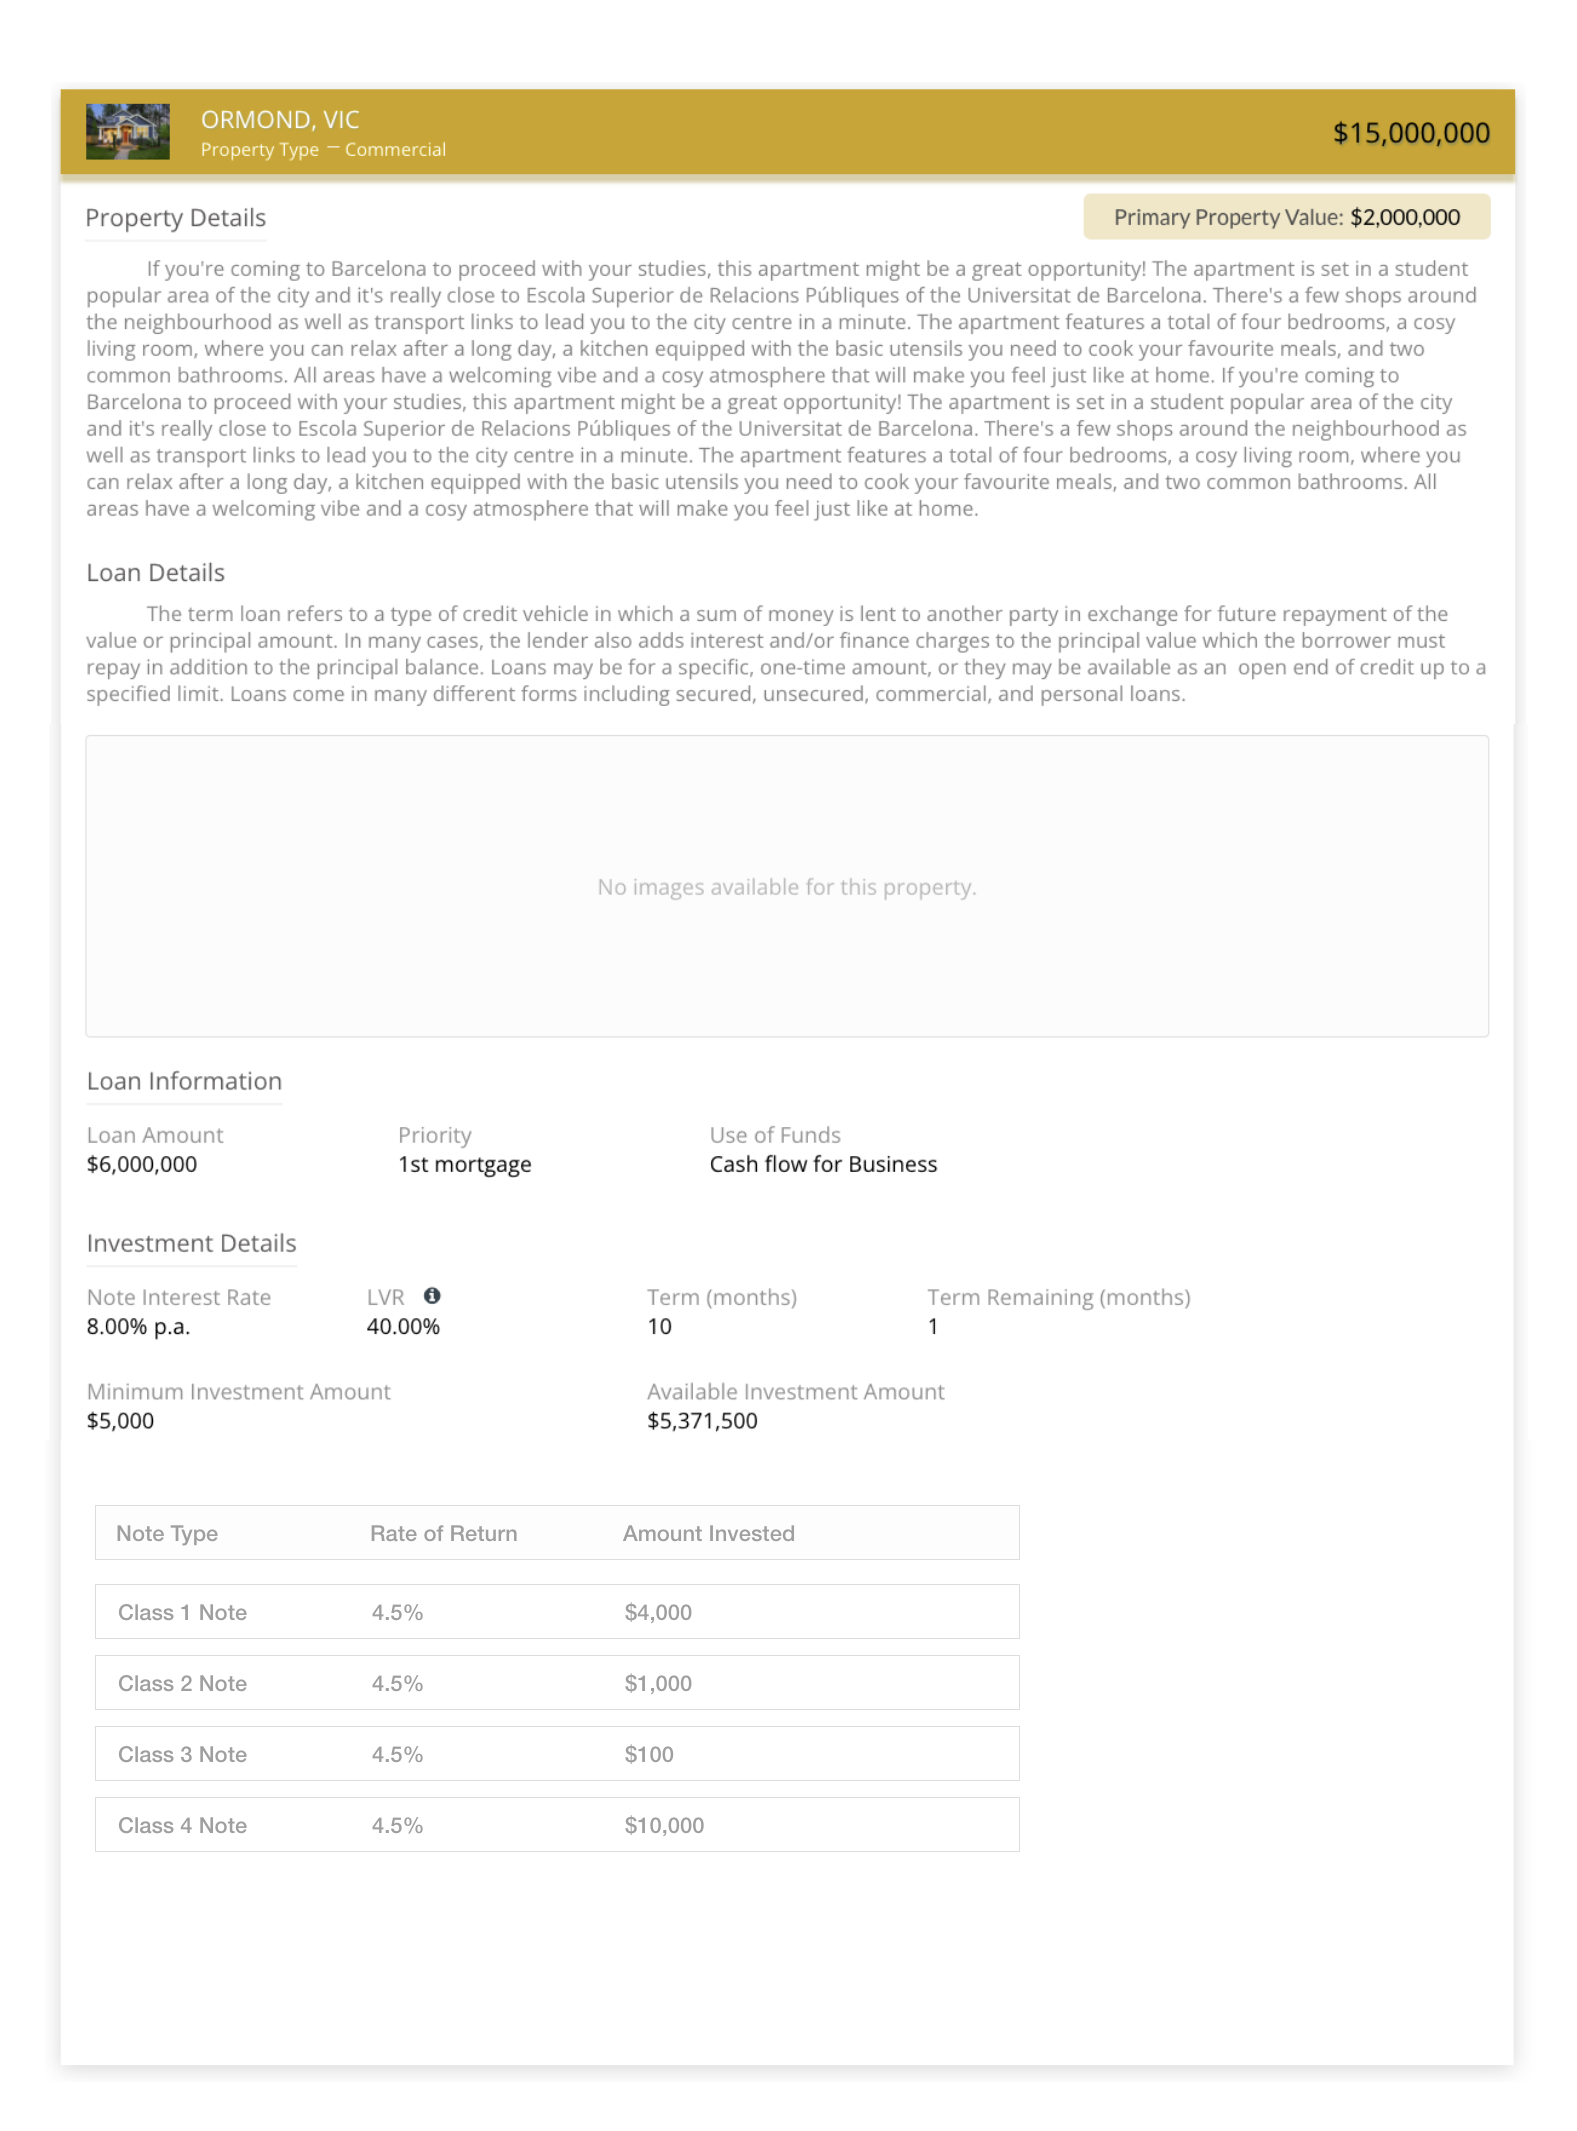 ORMOND, VIC
Property Type – Commercial
$15,000,000
Property Details
Primary Property Value: $2,000,000
If you're coming to Barcelona to proceed with your studies, this apartment might be a great opportunity! The apartment is set in a student
popular area of the city and it's really close to Escola Superior de Relacions Públiques of the Universitat de Barcelona. There's a few shops around
the neighbourhood as well as transport links to lead you to the city centre in a minute. The apartment features a total of four bedrooms, a cosy
living room, where you can relax after a long day, a kitchen equipped with the basic utensils you need to cook your favourite meals, and two
common bathrooms. All areas have a welcoming vibe and a cosy atmosphere that will make you feel just like at home. If you're coming to
Barcelona to proceed with your studies, this apartment might be a great opportunity! The apartment is set in a student popular area of the city
and it's really close to Escola Superior de Relacions Públiques of the Universitat de Barcelona. There's a few shops around the neighbourhood as
well as transport links to lead you to the city centre in a minute. The apartment features a total of four bedrooms, a cosy living room, where you
can relax after a long day, a kitchen equipped with the basic utensils you need to cook your favourite meals, and two common bathrooms. All
areas have a welcoming vibe and a cosy atmosphere that will make you feel just like at home.
Loan Details
The term loan refers to a type of credit vehicle in which a sum of money is lent to another party in exchange for future repayment of the
value or principal amount. In many cases, the lender also adds interest and/or finance charges to the principal value which the borrower must
repay in addition to the principal balance. Loans may be for a specific, one-time amount, or they may be available as an open end of credit up to a
specified limit. Loans come in many different forms including secured, unsecured, commercial, and personal loans.
No images available for this property.
Loan Information
Loan Amount Priority Use of Funds
$6,000,000 1st mortgage Cash flow for Business
Investment Details
Note Interest Rate LVR Term (months) Term Remaining (months)
8.00% p.a. 40.00% 10 1
Minimum Investment Amount Available Investment Amount
$5,000 $5,371,500
Note Type Rate of Return Amount Invested
Class 1 Note 4.5% $4,000
Class 2 Note 4.5% $1,000
Class 3 Note 4.5% $100
Class 4 Note 4.5% $10,000